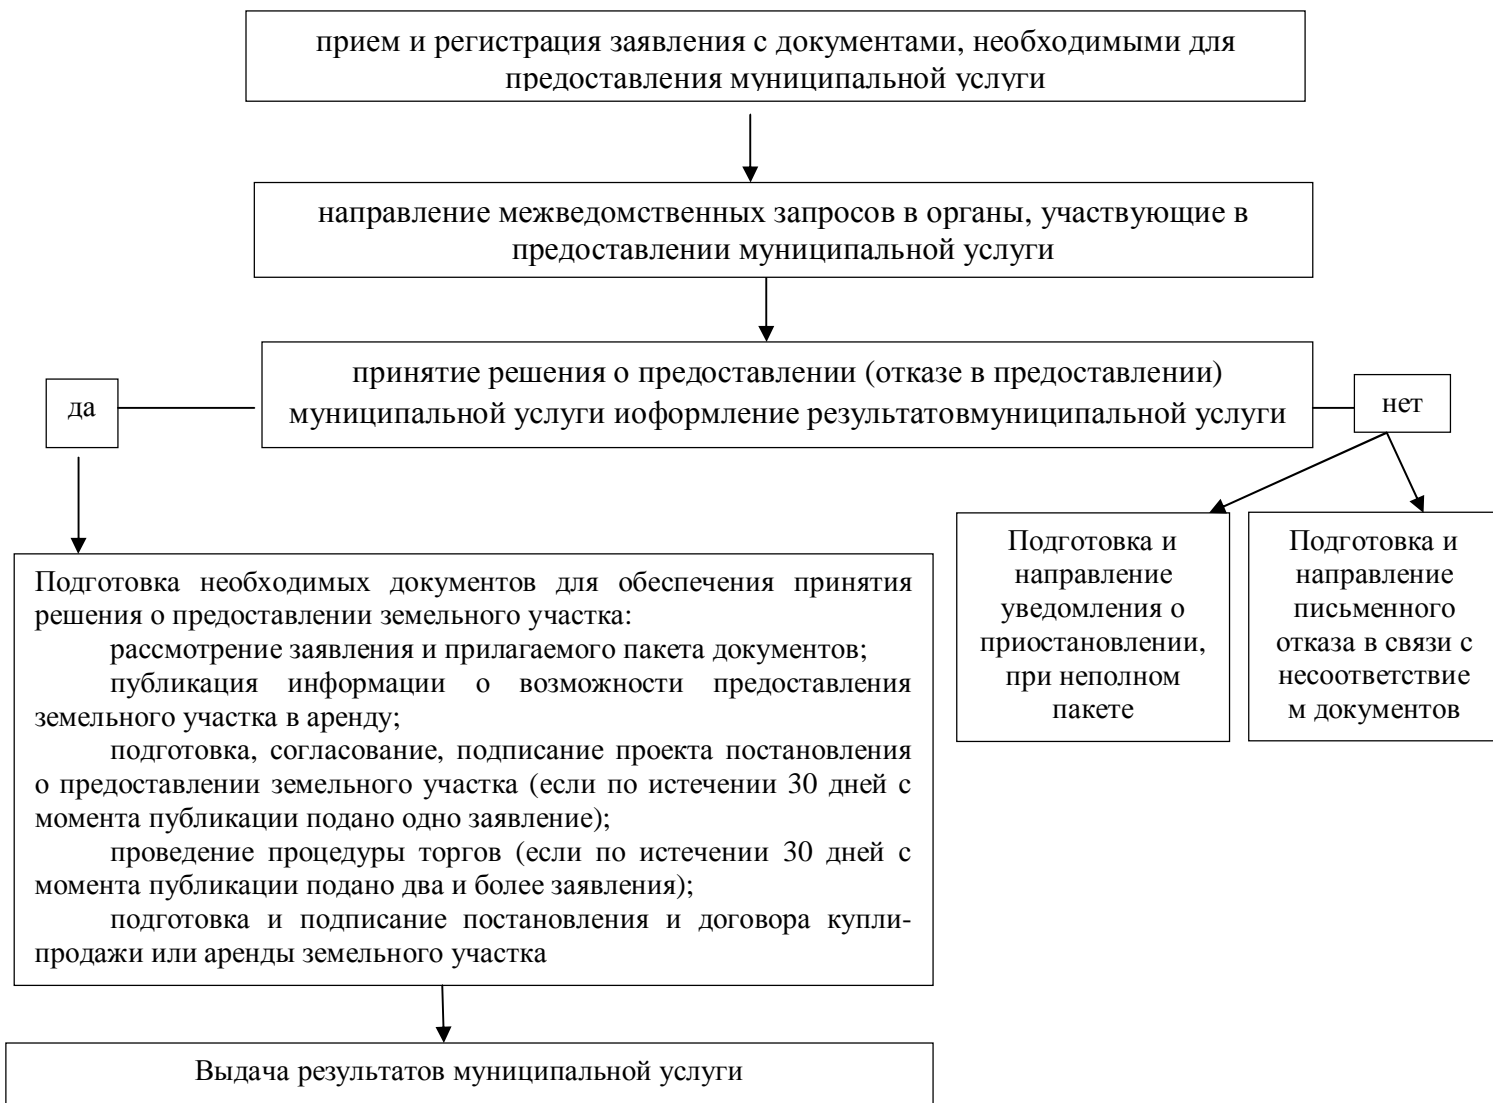 прием и регистрация заявления с документами, необходимыми для
предоставления муниципальной услуги
направление межведомственных запросов в органы, участвующие в
предоставлении муниципальной услуги
принятие решения о предоставлении (отказе в предоставлении)
муниципальной услуги иоформление результатовмуниципальной услуги
да
нет
Подготовка и
направление
уведомления о
приостановлении,
при неполном
пакете
Подготовка и
направление
письменного
отказа в связи с
несоответствие
м документов
Подготовка необходимых документов для обеспечения принятия
решения о предоставлении земельного участка:
рассмотрение заявления и прилагаемого пакета документов;
публикация информации о возможности предоставления
земельного участка в аренду;
подготовка, согласование, подписание проекта постановления
о предоставлении земельного участка (если по истечении 30 дней с
момента публикации подано одно заявление);
проведение процедуры торгов (если по истечении 30 дней с
момента публикации подано два и более заявления);
подготовка и подписание постановления и договора купли-
продажи или аренды земельного участка
Выдача результатов муниципальной услуги